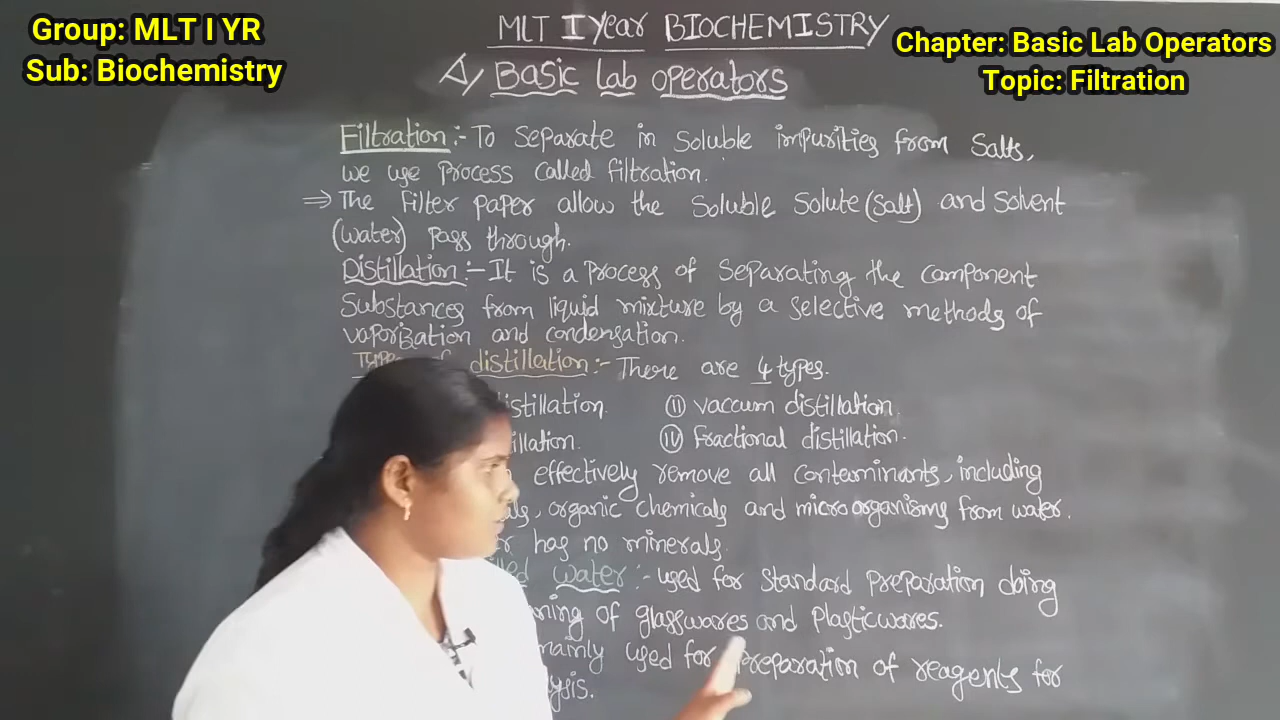 Group: MLT I YR
Sub: Biochemistry
Chapter: Basic Lab Operators
Topic: Filtration
MLT I Year BIOCHEMISTRY
A) Basic Lab operators
Filtration:- To Separate in Soluble impurities from Salts,
we use process called filtration.
⇒ The Filter paper allow the Soluble Solute (Salt) and Solvent
(water) pass through.
Distillation:- It is a process of Separating the component
Substances from liquid mixture by a selective methods of
vaporization and condensation.
distillation:- There are 4 types.
distillation. (II) vaccum distillation.
(IV) Fractional distillation.
effectively remove all contaminants, including
organic chemicals and microorganisms from water.
has no minerals.
water:- used for Standard preparation doing
of glasswares and plasticwares.
mainly used for preparation of reagents for